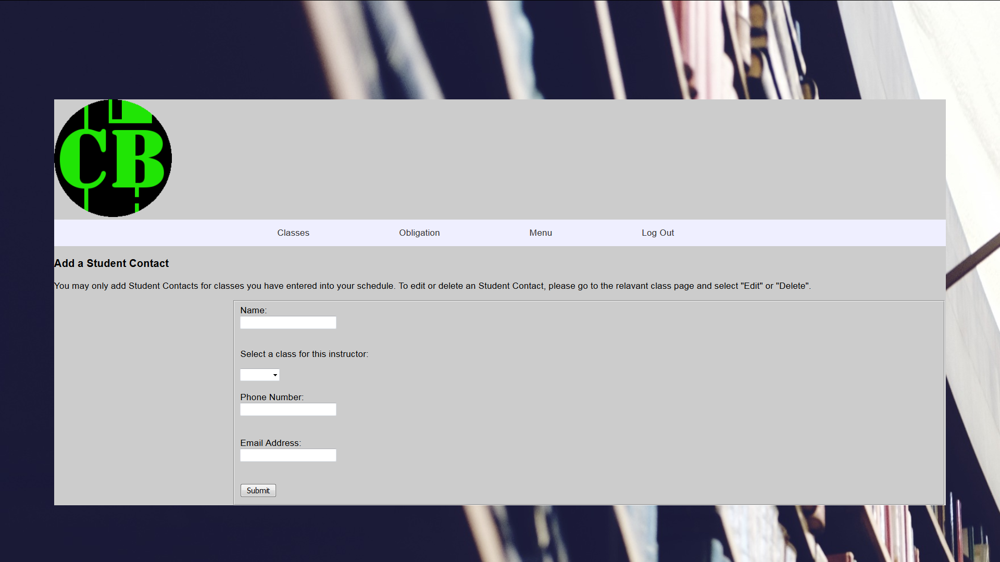 CB
Classes Obligation Menu Log Out
Add a Student Contact
You may only add Student Contacts for classes you have entered into your schedule. To edit or delete an Student Contact, please go to the relavant class page and select "Edit" or "Delete".
Name:
Select a class for this instructor:
Phone Number:
Email Address:
Submit